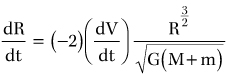 dR/dt = (−2)(dV/dt) R^(3/2)/√(G(M+m))